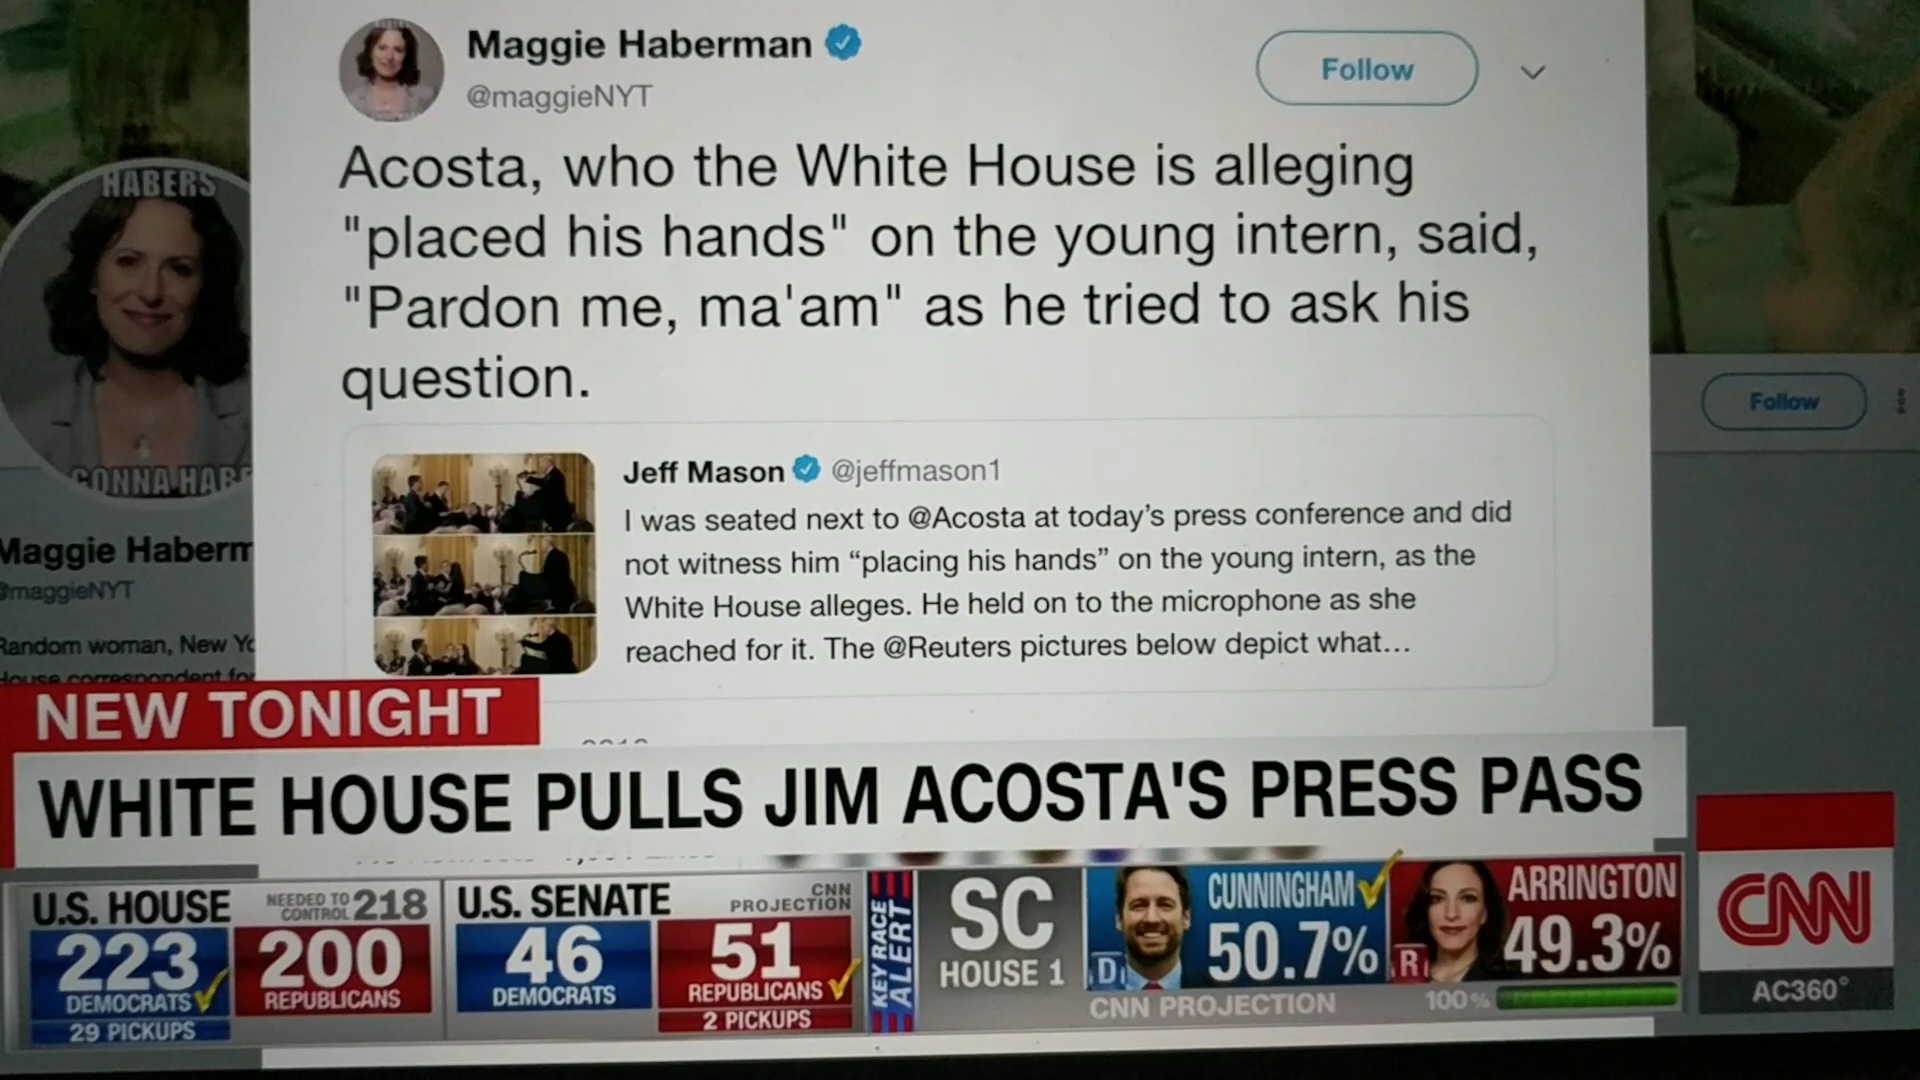 Maggie Haberman
@maggieNYT
Follow
Acosta, who the White House is alleging
"placed his hands" on the young intern, said,
"Pardon me, ma'am" as he tried to ask his
question.
Jeff Mason @jeffmason1
I was seated next to @Acosta at today's press conference and did
not witness him “placing his hands” on the young intern, as the
White House alleges. He held on to the microphone as she
reached for it. The @Reuters pictures below depict what...
HABERS
GONNA HABE
Maggie Haberm
@maggieNYT
Random woman, New Yo
House correspondent for
Follow
NEW TONIGHT
WHITE HOUSE PULLS JIM ACOSTA'S PRESS PASS
U.S. HOUSE
NEEDED TO CONTROL 218
223
DEMOCRATS
29 PICKUPS
200
REPUBLICANS
U.S. SENATE
CNN PROJECTION
46
DEMOCRATS
51
REPUBLICANS
2 PICKUPS
KEY RACE
ALERT
SC
HOUSE 1
D
CUNNINGHAM
50.7%
R
ARRINGTON
49.3%
CNN PROJECTION
100%
CNN
AC360°